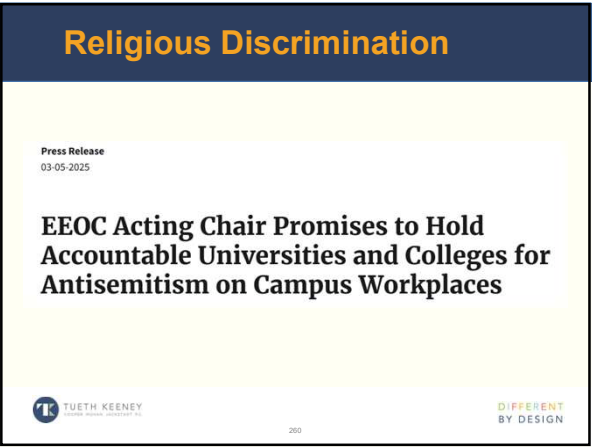 Religious Discrimination
Press Release
03-05-2025
EEOC Acting Chair Promises to Hold
Accountable Universities and Colleges for
Antisemitism on Campus Workplaces
TK TUETH KEENEY
DIFFERENT
BY DESIGN
260